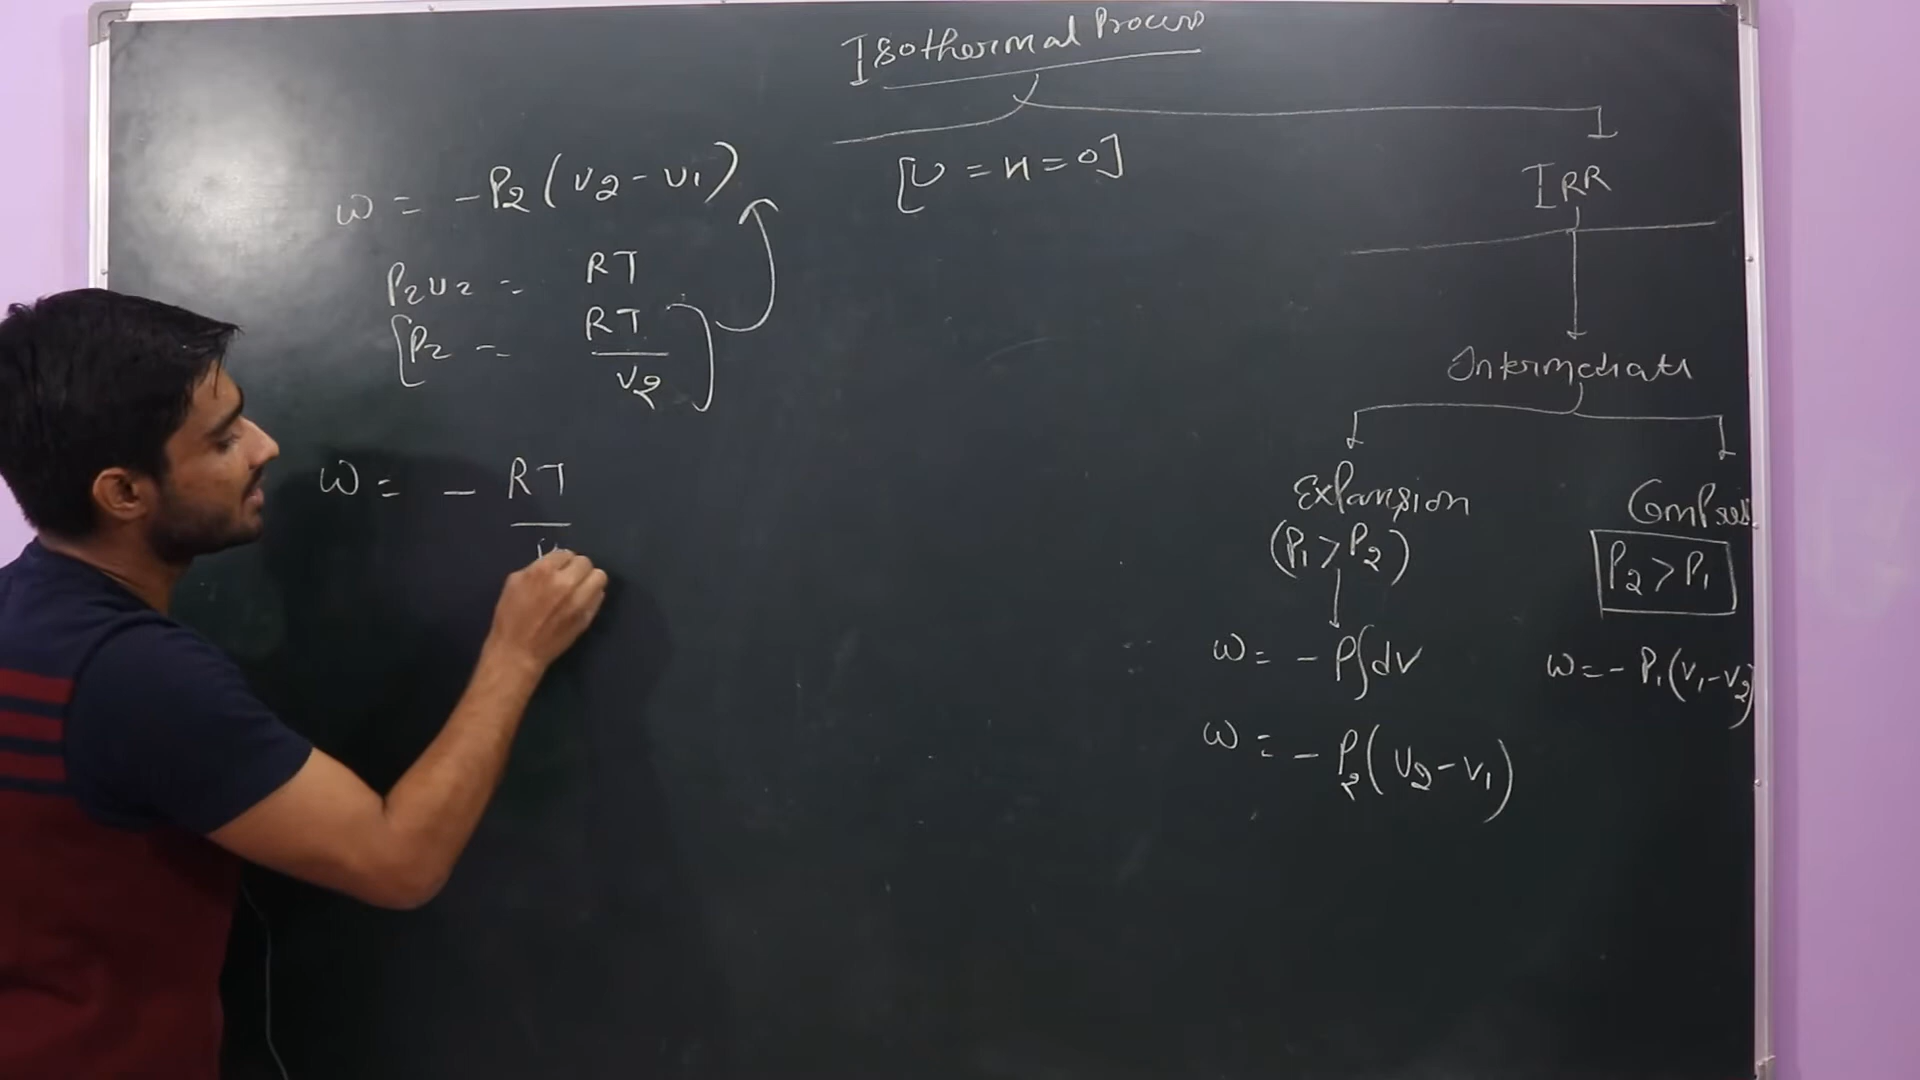 Isothermal Process
[U = H = 0]
W = -P2 (V2 - V1)
P2V2 = RT
[P2 = RT/V2]
W = - RT/V
IRR
Intermediate
Expansion
(P1 > P2)
W = - P∫dV
W = - P2 (V2 - V1)
P2 > P1
W = - P1 (V1 - V2)